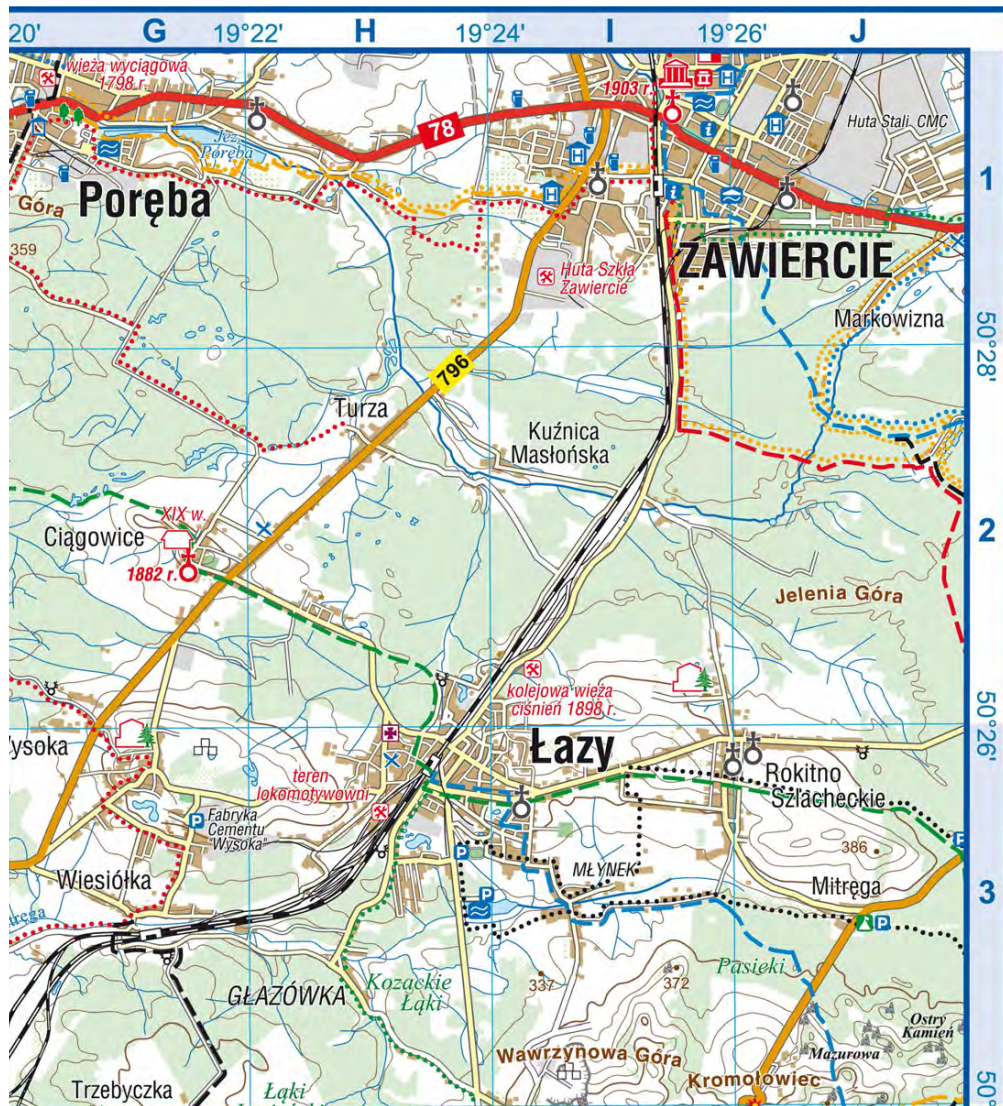 20'
G
19°22'
H
19°24'
I
19°26'
J
wieża wyciągowa
1798 r.
1903 r.
Huta Stali CMC
78
Jez.
Poręba
1
Góra
Poręba
359
ZAWIERCIE
Huta Szkła
Zawiercie
Markowizna
50°28'
796
Turza
Kuźnica
Masłońska
XIX w.
Ciągowice
1882 r.
2
Jelenia Góra
kolejowa wieża
ciśnień 1898 r.
50°26'
ysoka
Łazy
teren
lokomotywowni
Rokitno
Szlacheckie
Fabryka
Cementu
"Wysoka"
P
P
P
386
Wiesiółka
MŁYNEK
Mitręga
3
P
P
Pasieki
GŁAZÓWKA
Kozackie
Łąki
337
372
Ostry
Kamień
Wawrzynowa Góra
Mazurowa
Kromołowiec
Trzebyczka
Łąki
50°